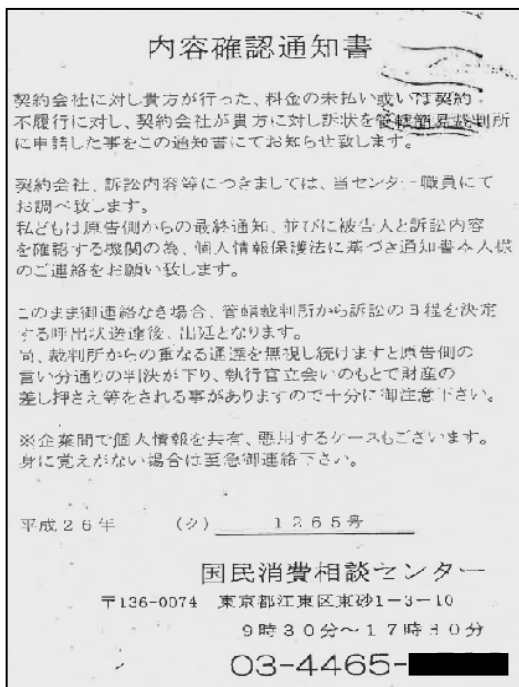 内容確認通知書
契約会社に対し貴方が行った、料金の未払い或いは契約
不履行に対し、契約会社が貴方に対し訴状を管轄簡易裁判所
に申請した事をこの通知書にてお知らせ致します。
契約会社、訴訟内容等につきましては、当センター職員にて
お調べ致します。
私どもは原告側からの最終通知、並びに被告人と訴訟内容
を確認する機関の為、個人情報保護法に基づき通知書本人様
のご連絡をお願い致します。
このまま御連絡なき場合、管轄裁判所から訴訟の日程を決定
する呼出状送達後、出廷となります。
尚、裁判所からの重なる通達を無視し続けますと原告側の
言い分通りの判決が下り、執行官立会いのもとで財産の
差し押さえ等をされる事がありますので十分に御注意下さい。
※企業間で個人情報を共有、悪用するケースもございます。
身に覚えがない場合は至急御連絡下さい。
平成26年 (ク) 1265号
国民消費相談センター
〒136-0074 東京都江東区東砂1-3-10
9時30分～17時30分
03-4465-